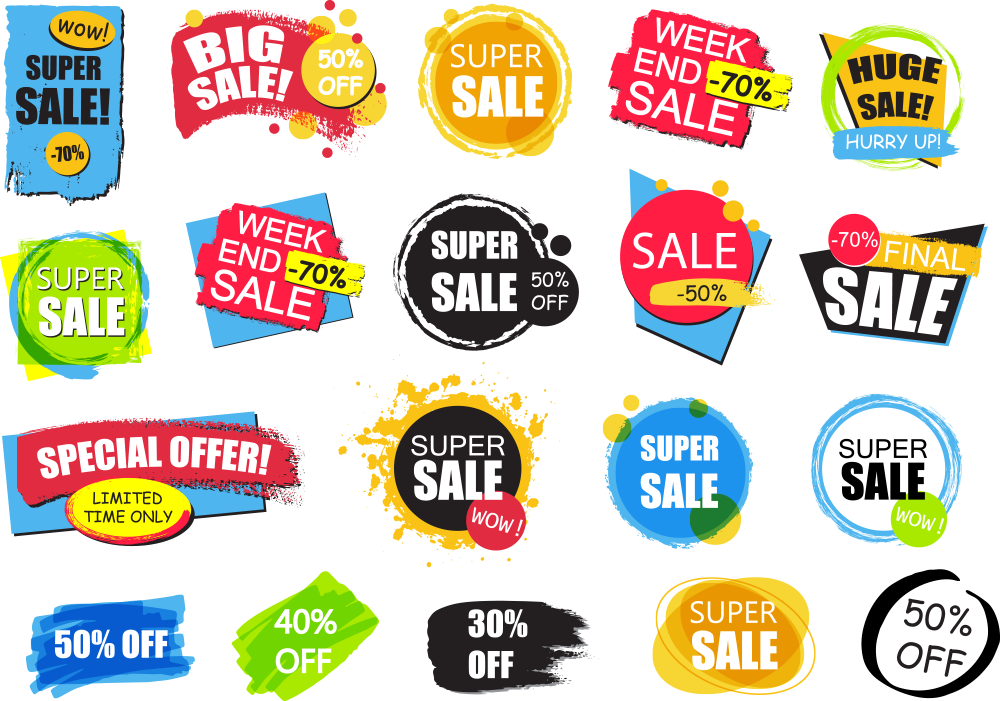 WOW!
SUPER
SALE!
-70%
BIG
SALE!
50%
OFF
SUPER
SALE
WEEK
END
-70%
SALE
HUGE
SALE!
HURRY UP!
SUPER
SALE
WEEK
END
-70%
SALE
SUPER
SALE
50%
OFF
SALE
-50%
-70%
FINAL
SALE
SPECIAL OFFER!
LIMITED
TIME ONLY
SUPER
SALE
WOW!
SUPER
SALE
SUPER
SALE
WOW!
50% OFF
40%
OFF
30%
OFF
SUPER
SALE
50%
OFF